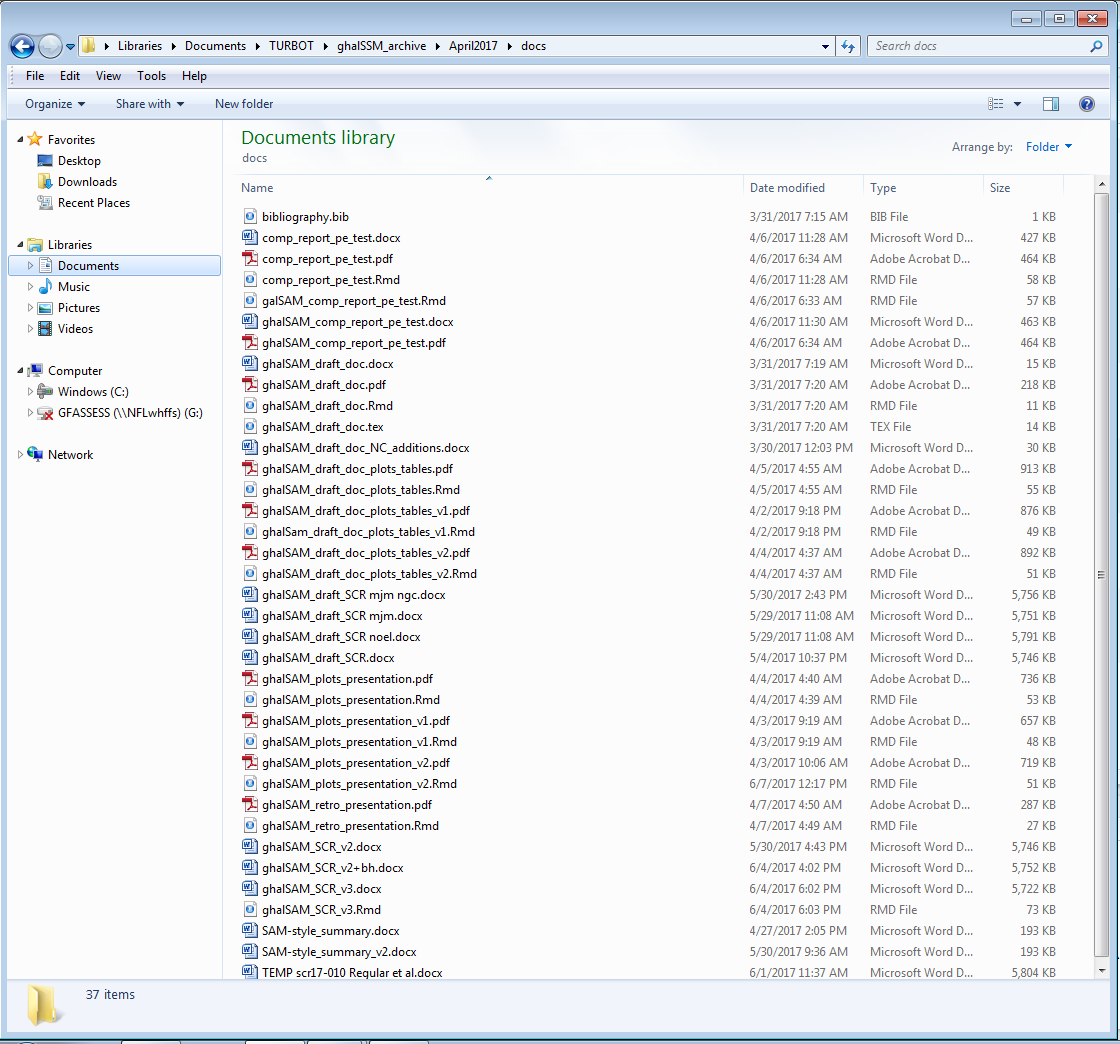 Libraries Documents TURBOT ghalSSM_archive April2017 docs Search docs
File Edit View Tools Help
Organize Share with New folder
Favorites
Desktop
Downloads
Recent Places
Libraries
Documents
Music
Pictures
Videos
Computer
Windows (C:)
GFASSESS (\\NFLwhffs) (G:)
Network
Documents library
docs
Arrange by: Folder
Name Date modified Type Size
bibliography.bib 3/31/2017 7:15 AM BIB File 1 KB
comp_report_pe_test.docx 4/6/2017 11:28 AM Microsoft Word D... 427 KB
comp_report_pe_test.pdf 4/6/2017 6:34 AM Adobe Acrobat D... 464 KB
comp_report_pe_test.Rmd 4/6/2017 11:28 AM RMD File 58 KB
galSAM_comp_report_pe_test.Rmd 4/6/2017 6:33 AM RMD File 57 KB
ghalSAM_comp_report_pe_test.docx 4/6/2017 11:30 AM Microsoft Word D... 463 KB
ghalSAM_comp_report_pe_test.pdf 4/6/2017 6:34 AM Adobe Acrobat D... 464 KB
ghalSAM_draft_doc.docx 3/31/2017 7:19 AM Microsoft Word D... 15 KB
ghalSAM_draft_doc.pdf 3/31/2017 7:20 AM Adobe Acrobat D... 218 KB
ghalSAM_draft_doc.Rmd 3/31/2017 7:20 AM RMD File 11 KB
ghalSAM_draft_doc.tex 3/31/2017 7:20 AM TEX File 14 KB
ghalSAM_draft_doc_NC_additions.docx 3/30/2017 12:03 PM Microsoft Word D... 30 KB
ghalSAM_draft_doc_plots_tables.pdf 4/5/2017 4:55 AM Adobe Acrobat D... 913 KB
ghalSAM_draft_doc_plots_tables.Rmd 4/5/2017 4:55 AM RMD File 55 KB
ghalSAM_draft_doc_plots_tables_v1.pdf 4/2/2017 9:18 PM Adobe Acrobat D... 876 KB
ghalSam_draft_doc_plots_tables_v1.Rmd 4/2/2017 9:18 PM RMD File 49 KB
ghalSAM_draft_doc_plots_tables_v2.pdf 4/4/2017 4:37 AM Adobe Acrobat D... 892 KB
ghalSAM_draft_doc_plots_tables_v2.Rmd 4/4/2017 4:37 AM RMD File 51 KB
ghalSAM_draft_SCR mjm ngc.docx 5/30/2017 2:43 PM Microsoft Word D... 5,756 KB
ghalSAM_draft_SCR mjm.docx 5/29/2017 11:08 AM Microsoft Word D... 5,751 KB
ghalSAM_draft_SCR noel.docx 5/29/2017 11:08 AM Microsoft Word D... 5,791 KB
ghalSAM_draft_SCR.docx 5/4/2017 10:37 PM Microsoft Word D... 5,746 KB
ghalSAM_plots_presentation.pdf 4/4/2017 4:40 AM Adobe Acrobat D... 736 KB
ghalSAM_plots_presentation.Rmd 4/4/2017 4:39 AM RMD File 53 KB
ghalSAM_plots_presentation_v1.pdf 4/3/2017 9:19 AM Adobe Acrobat D... 657 KB
ghalSAM_plots_presentation_v1.Rmd 4/3/2017 9:19 AM RMD File 48 KB
ghalSAM_plots_presentation_v2.pdf 4/3/2017 10:06 AM Adobe Acrobat D... 719 KB
ghalSAM_plots_presentation_v2.Rmd 6/7/2017 12:17 PM RMD File 51 KB
ghalSAM_retro_presentation.pdf 4/7/2017 4:50 AM Adobe Acrobat D... 287 KB
ghalSAM_retro_presentation.Rmd 4/7/2017 4:49 AM RMD File 27 KB
ghalSAM_SCR_v2.docx 5/30/2017 4:43 PM Microsoft Word D... 5,746 KB
ghalSAM_SCR_v2+bh.docx 6/4/2017 4:02 PM Microsoft Word D... 5,752 KB
ghalSAM_SCR_v3.docx 6/4/2017 6:02 PM Microsoft Word D... 5,722 KB
ghalSAM_SCR_v3.Rmd 6/4/2017 6:03 PM RMD File 73 KB
SAM-style_summary.docx 4/27/2017 2:05 PM Microsoft Word D... 193 KB
SAM-style_summary_v2.docx 5/30/2017 9:36 AM Microsoft Word D... 193 KB
TEMP scr17-010 Regular et al.docx 6/1/2017 11:37 AM Microsoft Word D... 5,804 KB
37 items